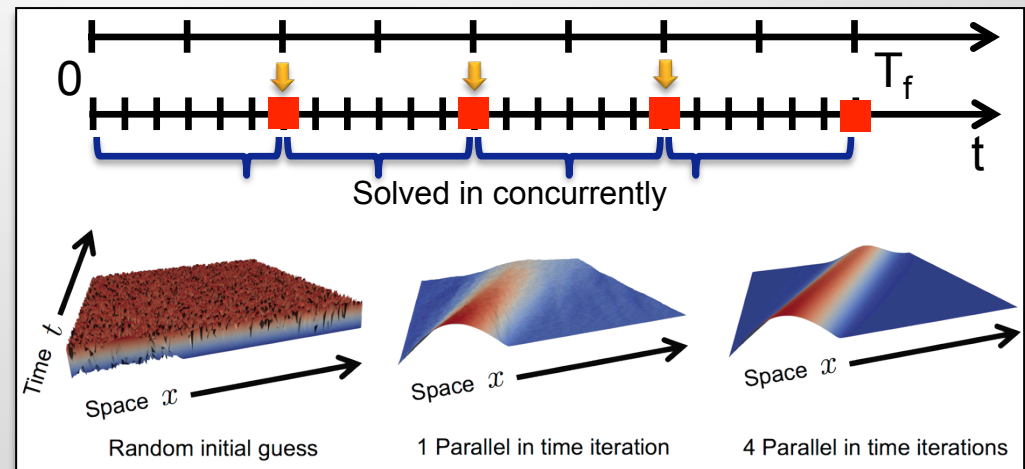 0
T_f
t
Solved in concurrently
Time t
Space x
Space x
Space x
Random initial guess
1 Parallel in time iteration
4 Parallel in time iterations